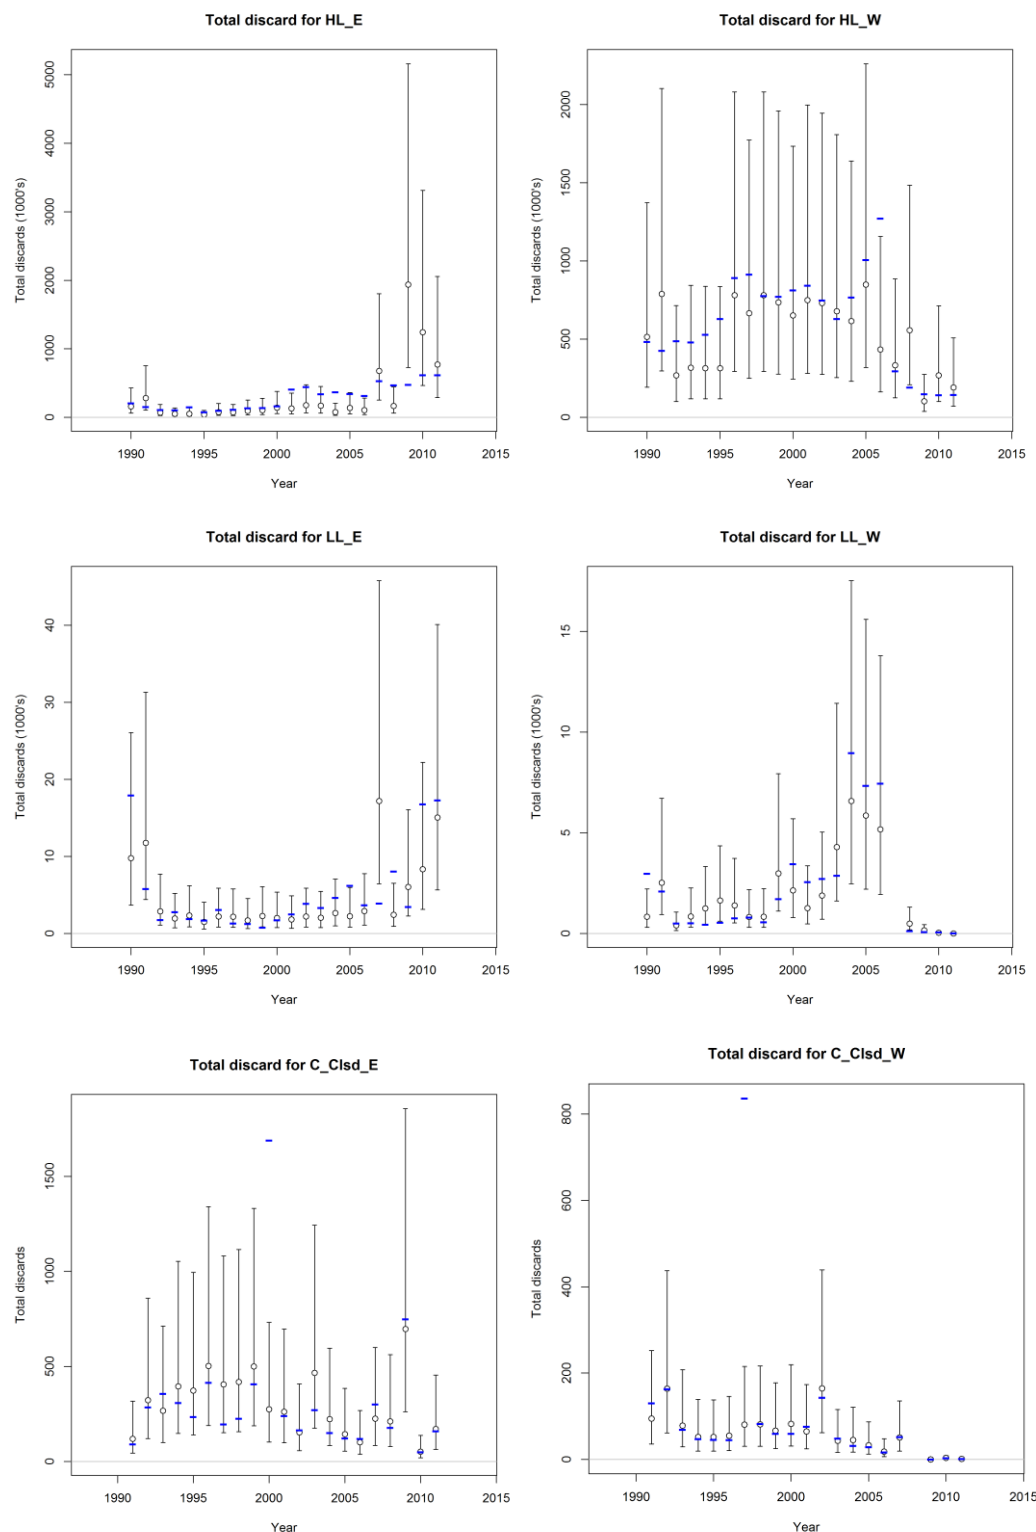 Total discard for HL_E
Total discards (1000's)
5000
4000
3000
2000
1000
0
1990 1995 2000 2005 2010 2015
Year
Total discard for HL_W
Total discards (1000's)
2000
1500
1000
500
0
1990 1995 2000 2005 2010 2015
Year
Total discard for LL_E
Total discards (1000's)
40
30
20
10
0
1990 1995 2000 2005 2010 2015
Year
Total discard for LL_W
Total discards (1000's)
15
10
5
0
1990 1995 2000 2005 2010 2015
Year
Total discard for C_Clsd_E
Total discards
1500
1000
500
0
1990 1995 2000 2005 2010 2015
Year
Total discard for C_Clsd_W
Total discards
800
600
400
200
0
1990 1995 2000 2005 2010 2015
Year